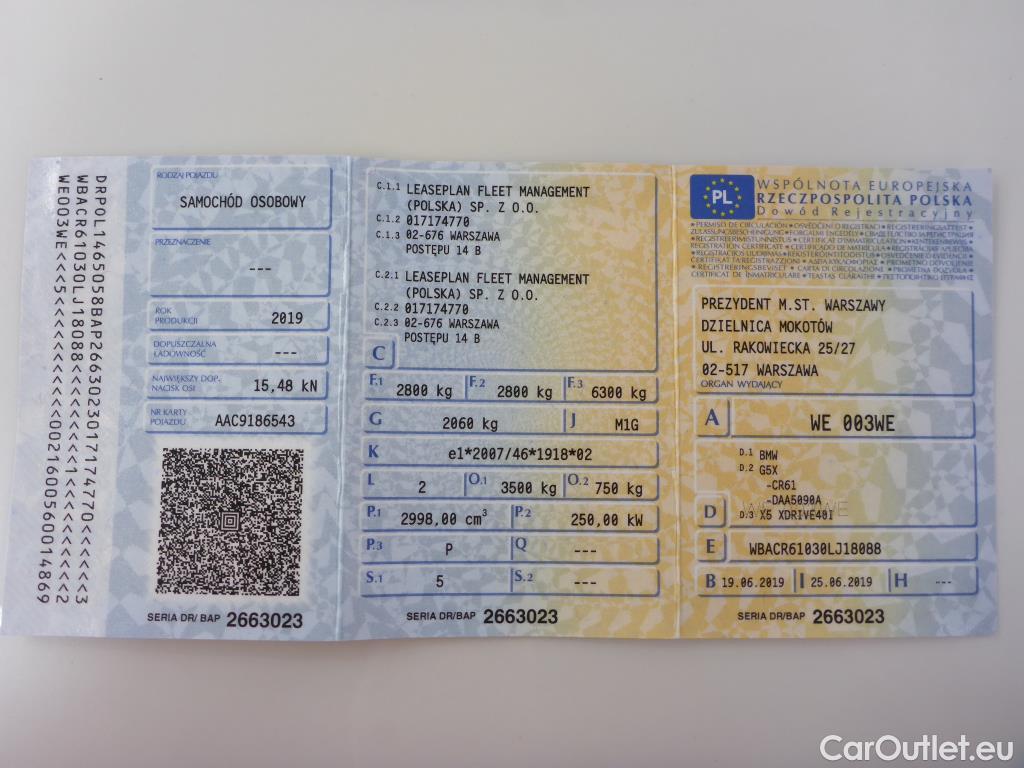 DRPOL1465058BAP26630230171747​70<<<<<<3
WBACR61030LJ18088<<<<<<<<1<<<<<<<<<2
WE003WE<<<5<<<<<<<<<<<0021600560014869
RODZAJ POJAZDU
SAMOCHÓD OSOBOWY
PRZEZNACZENIE
---
ROK
PRODUKCJI 2019
DOPUSZCZALNA
ŁADOWNOŚĆ ---
NAJWIĘKSZY DOP.
NACISK OSI 15,48 kN
NR KARTY
POJAZDU AAC9186543
SERIA DR/BAP 2663023
C.1.1 LEASEPLAN FLEET MANAGEMENT
(POLSKA) SP. Z O.O.
C.1.2 017174770
C.1.3 02-676 WARSZAWA
POSTĘPU 14 B
C.2.1 LEASEPLAN FLEET MANAGEMENT
(POLSKA) SP. Z O.O.
C.2.2 017174770
C.2.3 02-676 WARSZAWA
POSTĘPU 14 B
C
F.1 2800 kg F.2 2800 kg F.3 6300 kg
G 2060 kg J M1G
K e1*2007/46*1918*02
L 2 O.1 3500 kg O.2 750 kg
P.1 2998,00 cm³ P.2 250,00 kW
P.3 P Q ---
S.1 5 S.2 ---
SERIA DR/BAP 2663023
PL
WSPÓLNOTA EUROPEJSKA
RZECZPOSPOLITA POLSKA
Dowód Rejestracyjny
PREZYDENT M.ST. WARSZAWY
DZIELNICA MOKOTÓW
UL. RAKOWIECKA 25/27
02-517 WARSZAWA
ORGAN WYDAJĄCY
A WE 003WE
D.1 BMW
D.2 G5X
-CR61
-DAA5090A
D D.3 X5 XDRIVE40I
E WBACR61030LJ18088
B 19.06.2019 I 25.06.2019 H ---
SERIA DR/BAP 2663023
CarOutlet.eu